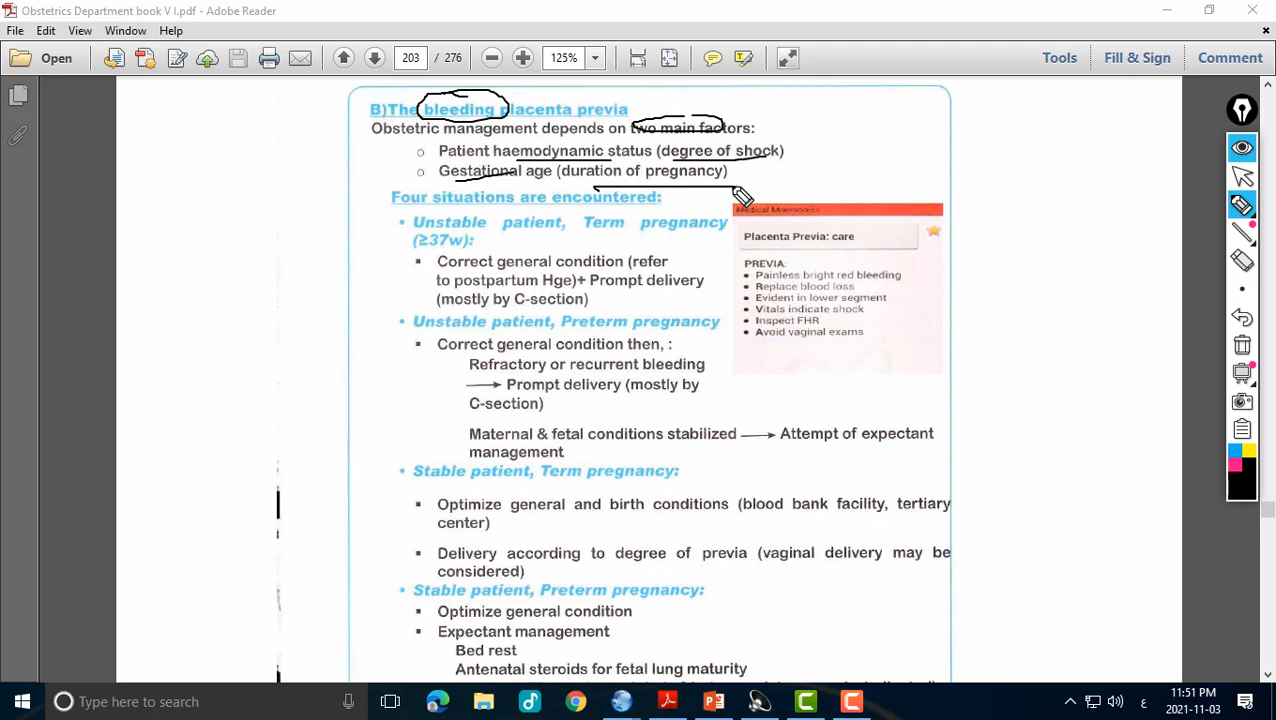 Obstetrics Department book V I.pdf - Adobe Reader
File Edit View Window Help
Open 203 / 276 125% Tools Fill & Sign Comment
B)The bleeding placenta previa
Obstetric management depends on two main factors:
Patient haemodynamic status (degree of shock)
Gestational age (duration of pregnancy)
Four situations are encountered:
• Unstable patient, Term pregnancy
(≥37w):
▪ Correct general condition (refer
to postpartum Hge)+ Prompt delivery
(mostly by C-section)
• Unstable patient, Preterm pregnancy
▪ Correct general condition then, :
Refractory or recurrent bleeding
→ Prompt delivery (mostly by
C-section)
Maternal & fetal conditions stabilized → Attempt of expectant
management
• Stable patient, Term pregnancy:
▪ Optimize general and birth conditions (blood bank facility, tertiary
center)
▪ Delivery according to degree of previa (vaginal delivery may be
considered)
• Stable patient, Preterm pregnancy:
▪ Optimize general condition
▪ Expectant management
Bed rest
Antenatal steroids for fetal lung maturity
Medical Mnemonics
Placenta Previa: care
PREVIA:
• Painless bright red bleeding
• Replace blood loss
• Evident in lower segment
• Vitals indicate shock
• Inspect FHR
• Avoid vaginal exams
Type here to search
ع
11:51 PM
2021-11-03